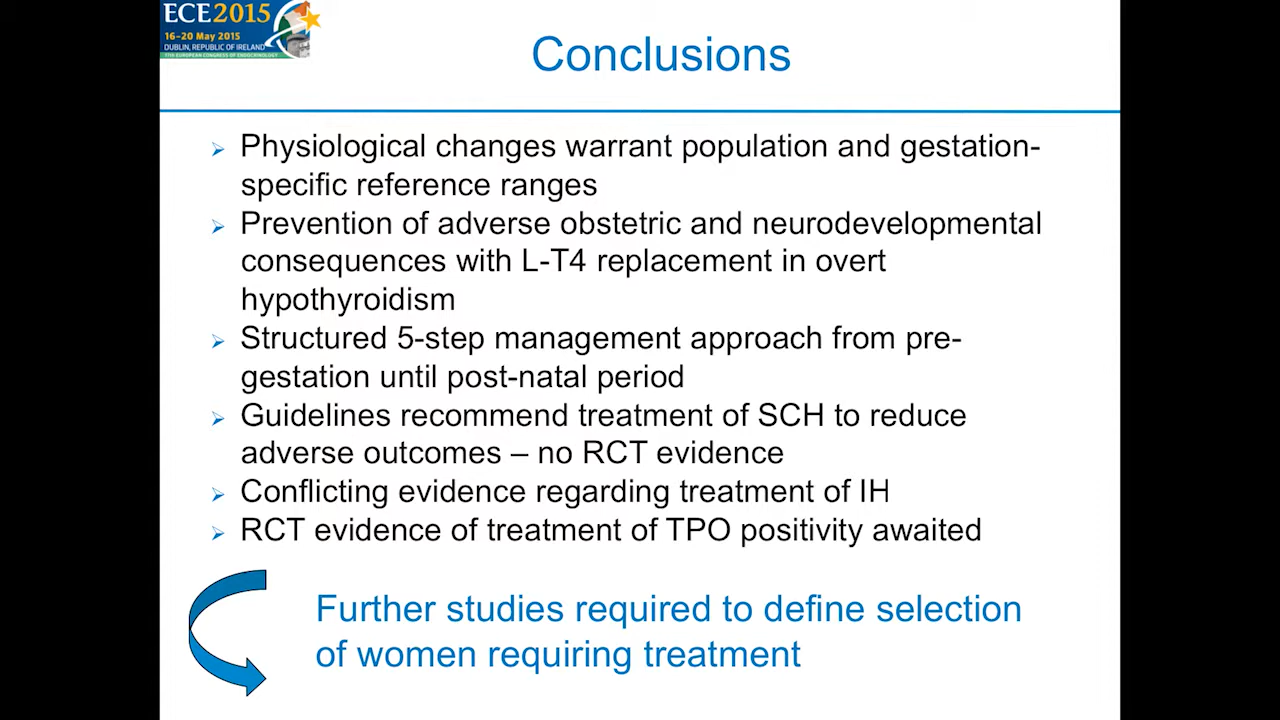 ECE2015
16-20 May 2015
DUBLIN, REPUBLIC OF IRELAND
Conclusions
Physiological changes warrant population and gestation-
specific reference ranges
Prevention of adverse obstetric and neurodevelopmental
consequences with L-T4 replacement in overt
hypothyroidism
Structured 5-step management approach from pre-
gestation until post-natal period
Guidelines recommend treatment of SCH to reduce
adverse outcomes – no RCT evidence
Conflicting evidence regarding treatment of IH
RCT evidence of treatment of TPO positivity awaited
Further studies required to define selection
of women requiring treatment